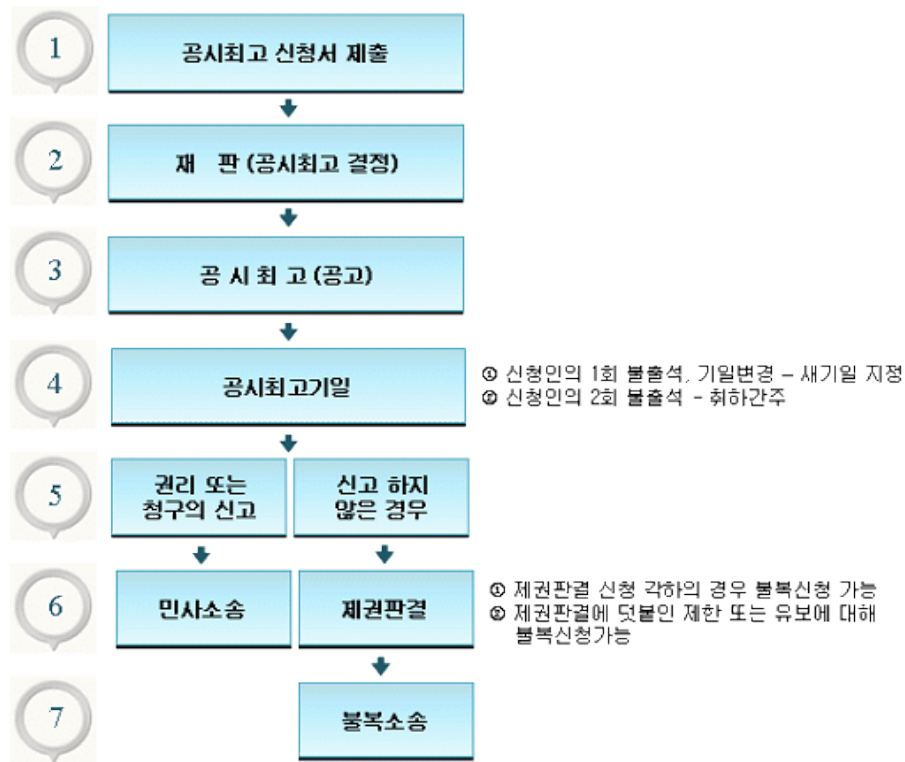 1
공시최고 신청서 제출
2
재 판 (공시최고 결정)
3
공 시 최 고 (공고)
4
공시최고기일
① 신청인의 1회 불출석, 기일변경 – 새기일 지정
② 신청인의 2회 불출석 - 취하간주
5
권리 또는
청구의 신고
신고 하지
않은 경우
6
민사소송
제권판결
① 제권판결 신청 각하의 경우 불복신청 가능
② 제권판결에 덧붙인 제한 또는 유보에 대해
불복신청가능
7
불복소송